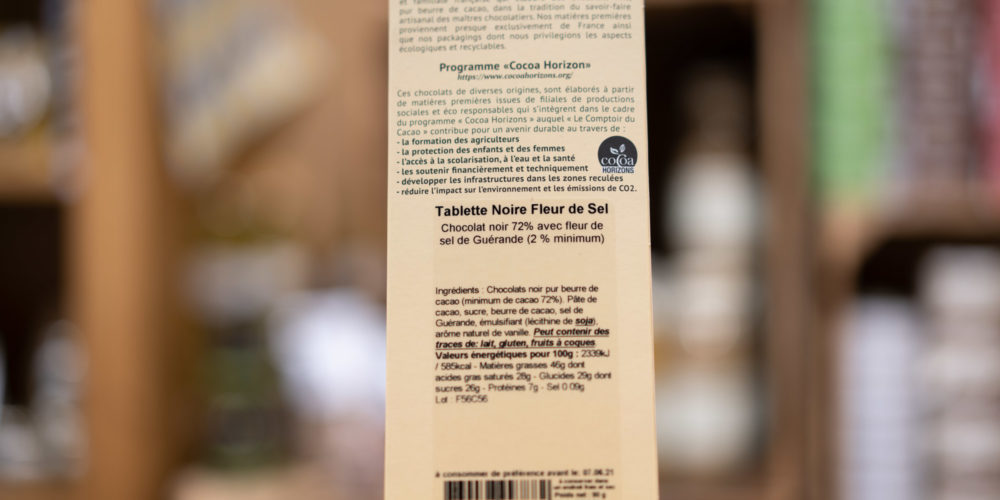 et familiale française qui
pur beurre de cacao, dans la tradition du savoir-faire
artisanal des maîtres chocolatiers. Nos matières premières
proviennent presque exclusivement de France ainsi
que nos packagings dont nous privilegions les aspects
écologiques et recyclables.
Programme «Cocoa Horizon»
https://www.cocoahorizons.org/
Ces chocolats de diverses origines, sont élaborés à partir
de matières premières issues de filiales de productions
sociales et éco responsables qui s'intègrent dans le cadre
du programme « Cocoa Horizons » auquel « Le Comptoir du
Cacao » contribue pour un avenir durable au travers de :
- la formation des agriculteurs
- la protection des enfants et des femmes
- l'accès à la scolarisation, à l'eau et la santé
- les soutenir financièrement et techniquement
- développer les infrastructures dans les zones reculées
- réduire l'impact sur l'environnement et les émissions de CO2.
cocoa
HORIZONS
Tablette Noire Fleur de Sel
Chocolat noir 72% avec fleur de
sel de Guérande (2 % minimum)
Ingrédients : Chocolats noir pur beurre de
cacao (minimum de cacao 72%). Pâte de
cacao, sucre, beurre de cacao, sel de
Guérande, émulsifiant (lécithine de soja),
arôme naturel de vanille. Peut contenir des
traces de: lait, gluten, fruits à coques.
Valeurs énergétiques pour 100g : 2339kJ
/ 585kcal - Matières grasses 46g dont
acides gras saturés 28g - Glucides 29g dont
sucres 26g - Protéines 7g - Sel 0.09g
Lot : F56C56
à consommer de préférence avant le: 07.06.21
à conserver dans
un endroit frais et sec
Poids net : 90 g